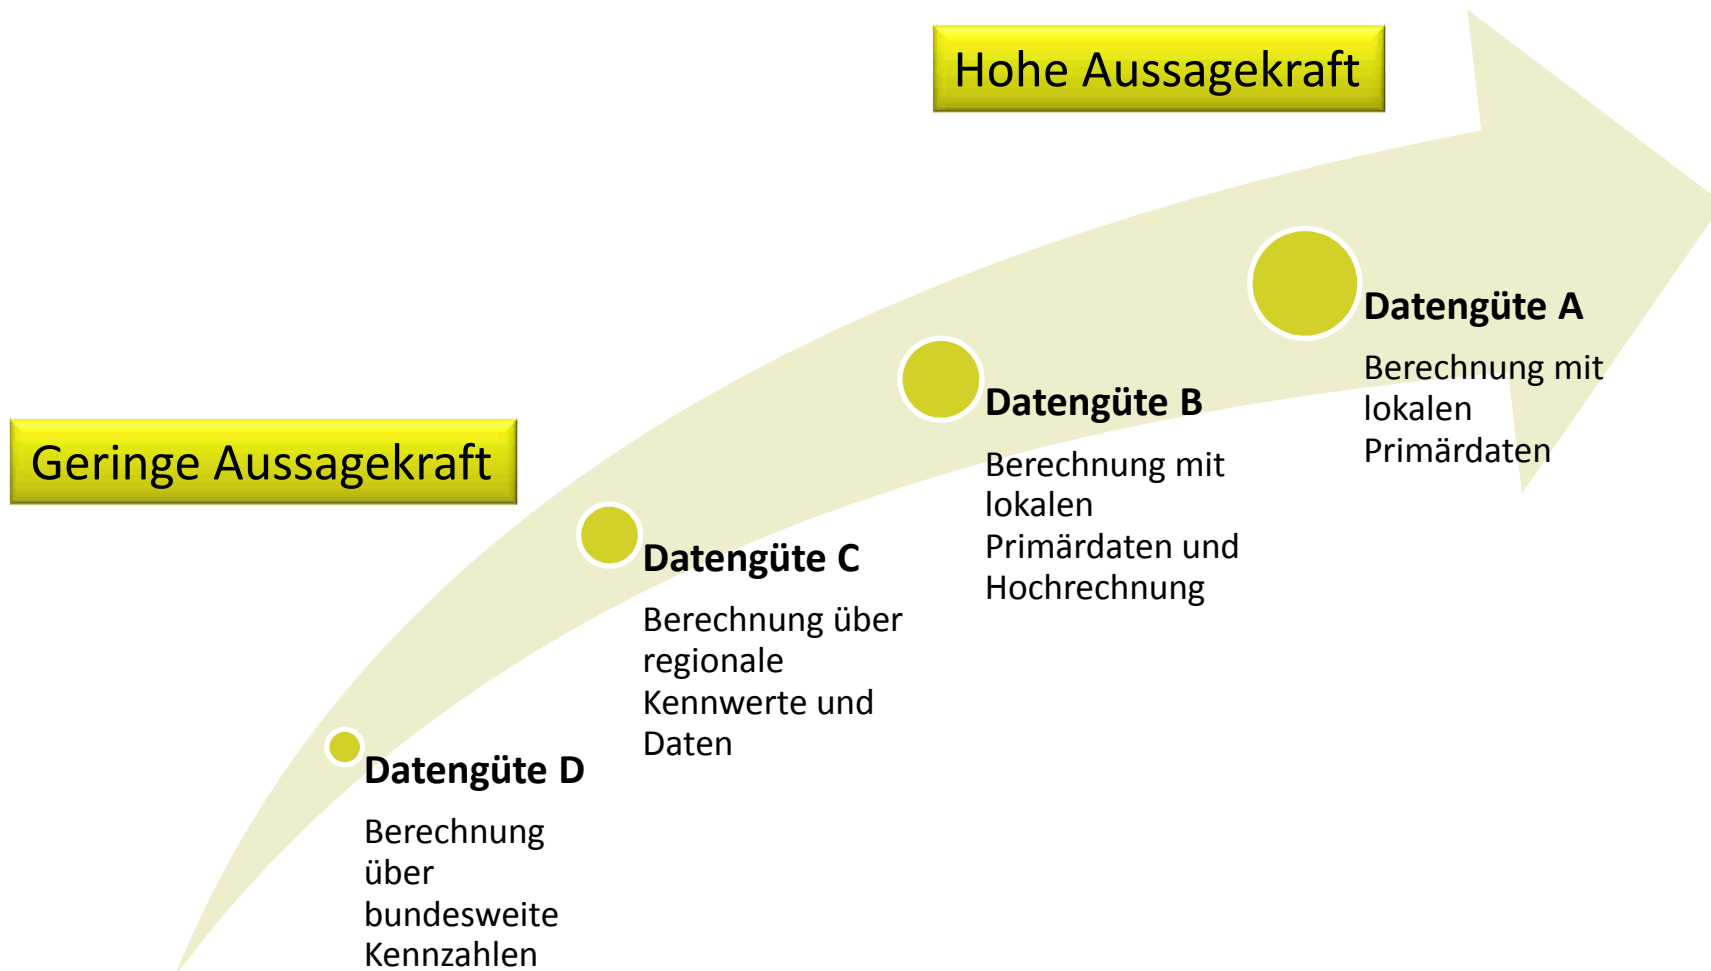 Hohe Aussagekraft
Geringe Aussagekraft
Datengüte A
Berechnung mit
lokalen
Primärdaten
Datengüte B
Berechnung mit
lokalen
Primärdaten und
Hochrechnung
Datengüte C
Berechnung über
regionale
Kennwerte und
Daten
Datengüte D
Berechnung
über
bundesweite
Kennzahlen